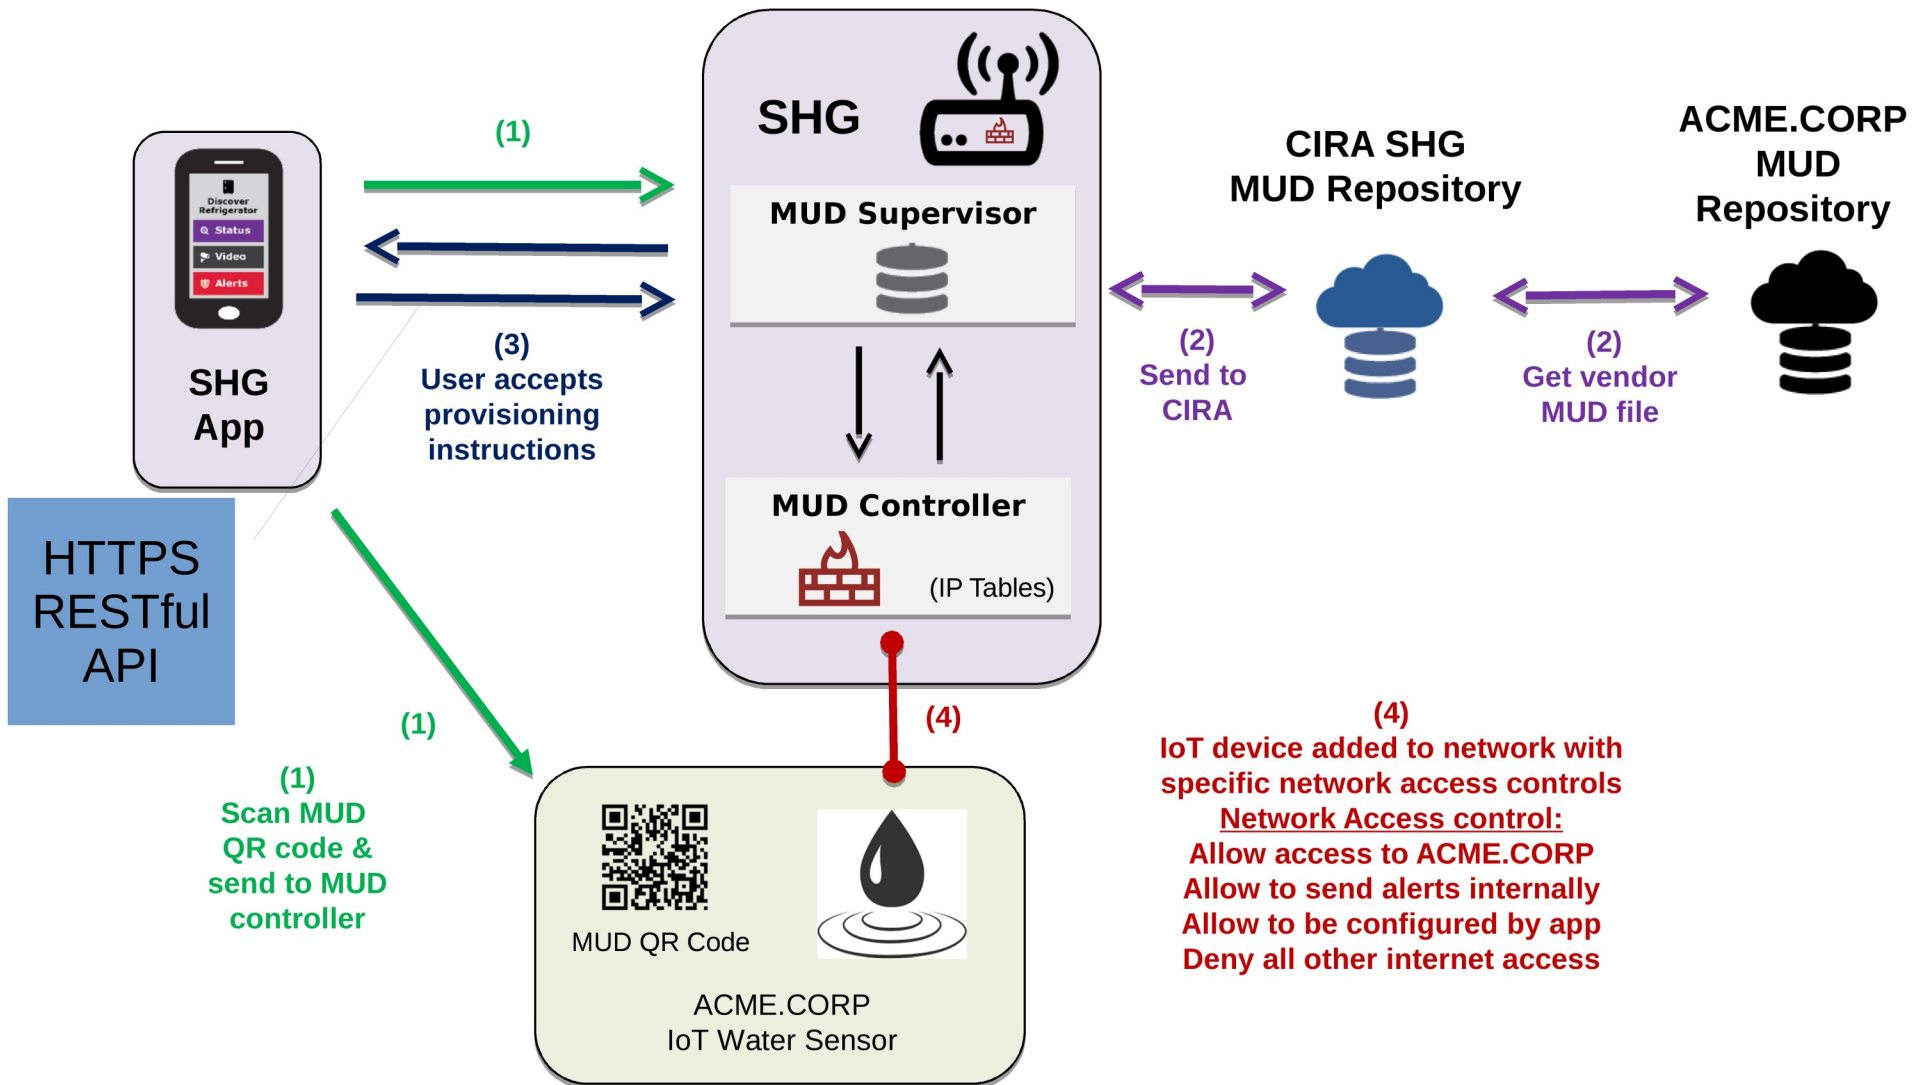 SHG
(1)
MUD Supervisor
CIRA SHG
MUD Repository
ACME.CORP
MUD
Repository
Discover
Refrigerator
Status
Video
Alerts
SHG
App
(3)
User accepts
provisioning
instructions
(2)
Send to
CIRA
(2)
Get vendor
MUD file
MUD Controller
(IP Tables)
HTTPS
RESTful
API
(1)
(1)
Scan MUD
QR code &
send to MUD
controller
(4)
(4)
IoT device added to network with
specific network access controls
Network Access control:
Allow access to ACME.CORP
Allow to send alerts internally
Allow to be configured by app
Deny all other internet access
MUD QR Code
ACME.CORP
IoT Water Sensor